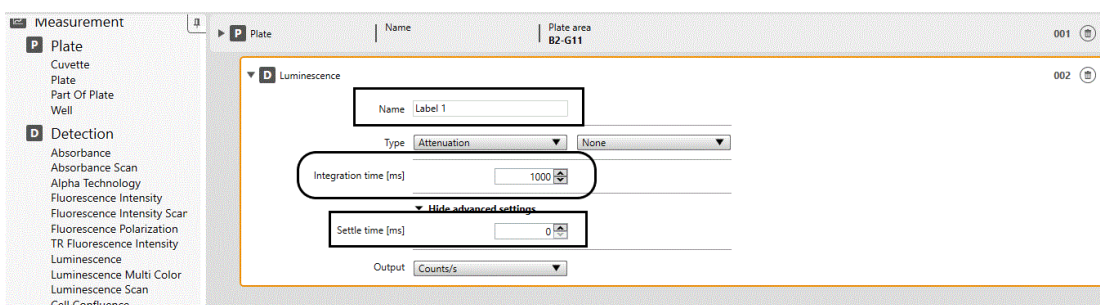 Measurement
P Plate
Cuvette
Plate
Part Of Plate
Well
D Detection
Absorbance
Absorbance Scan
Alpha Technology
Fluorescence Intensity
Fluorescence Intensity Scar
Fluorescence Polarization
TR Fluorescence Intensity
Luminescence
Luminescence Multi Color
Luminescence Scan
Cell Confluence
P Plate Name Plate area 001
B2-G11
D Luminescence 002
Name Label 1
Type Attenuation None
Integration time [ms] 1000
Hide advanced settings
Settle time [ms] 0
Output Counts/s